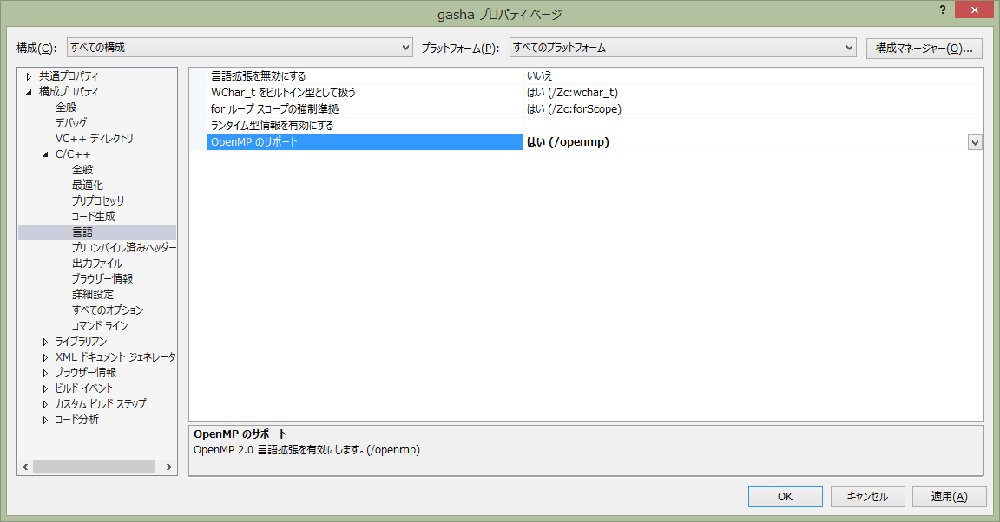 gasha プロパティ ページ
?
構成(C): すべての構成 プラットフォーム(P): すべてのプラットフォーム 構成マネージャー(O)...
共通プロパティ
構成プロパティ
全般
デバッグ
VC++ ディレクトリ
C/C++
全般
最適化
プリプロセッサ
コード生成
言語
プリコンパイル済みヘッダー
出力ファイル
ブラウザー情報
詳細設定
すべてのオプション
コマンド ライン
ライブラリアン
XML ドキュメント ジェネレータ
ブラウザー情報
ビルド イベント
カスタム ビルド ステップ
コード分析
言語拡張を無効にする いいえ
WChar_t をビルトイン型として扱う はい (/Zc:wchar_t)
for ループ スコープの強制準拠 はい (/Zc:forScope)
ランタイム型情報を有効にする
OpenMP のサポート はい (/openmp)
OpenMP のサポート
OpenMP 2.0 言語拡張を有効にします。(/openmp)
OK キャンセル 適用(A)